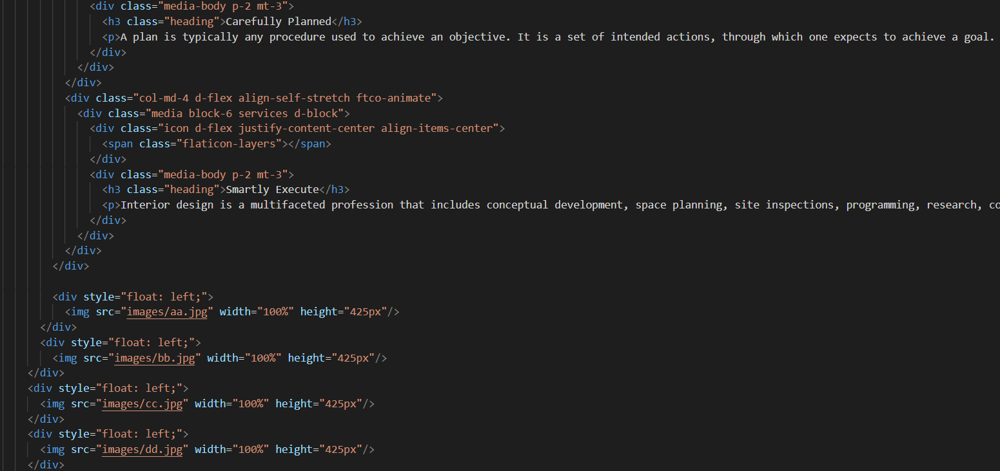 <div class="media-body p-2 mt-3">
<h3 class="heading">Carefully Planned</h3>
<p>A plan is typically any procedure used to achieve an objective. It is a set of intended actions, through which one expects to achieve a goal.
</div>
</div>
</div>
<div class="col-md-4 d-flex align-self-stretch ftco-animate">
<div class="media block-6 services d-block">
<div class="icon d-flex justify-content-center align-items-center">
<span class="flaticon-layers"></span>
</div>
<div class="media-body p-2 mt-3">
<h3 class="heading">Smartly Execute</h3>
<p>Interior design is a multifaceted profession that includes conceptual development, space planning, site inspections, programming, research, co
</div>
</div>
</div>
</div>
<div style="float: left;">
<img src="images/aa.jpg" width="100%" height="425px"/>
</div>
<div style="float: left;">
<img src="images/bb.jpg" width="100%" height="425px"/>
</div>
<div style="float: left;">
<img src="images/cc.jpg" width="100%" height="425px"/>
</div>
<div style="float: left;">
<img src="images/dd.jpg" width="100%" height="425px"/>
</div>